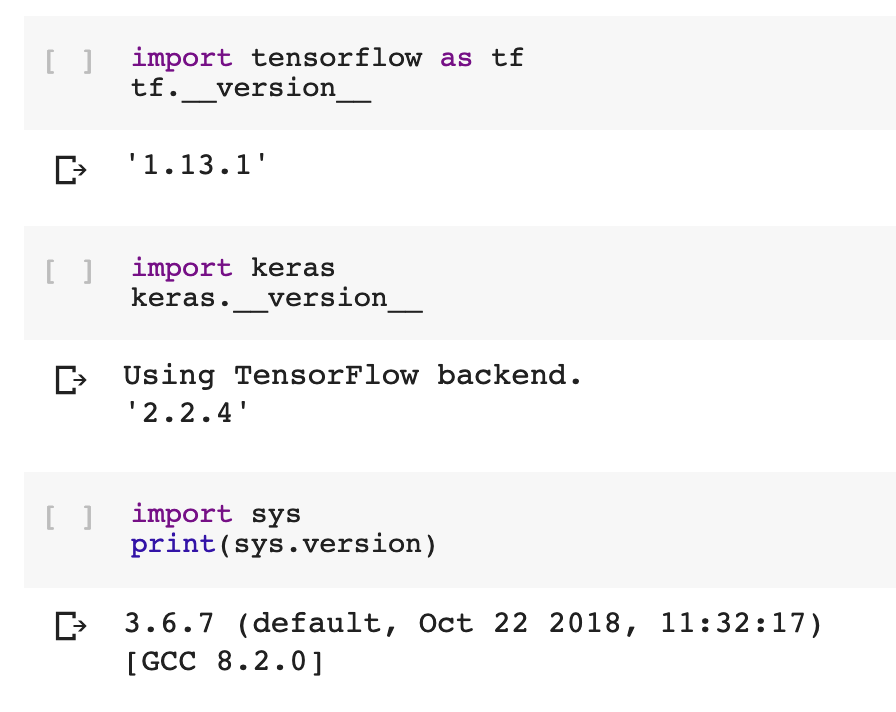 [ ] import tensorflow as tf
tf.__version__
'1.13.1'
[ ] import keras
keras.__version__
Using TensorFlow backend.
'2.2.4'
[ ] import sys
print(sys.version)
3.6.7 (default, Oct 22 2018, 11:32:17)
[GCC 8.2.0]